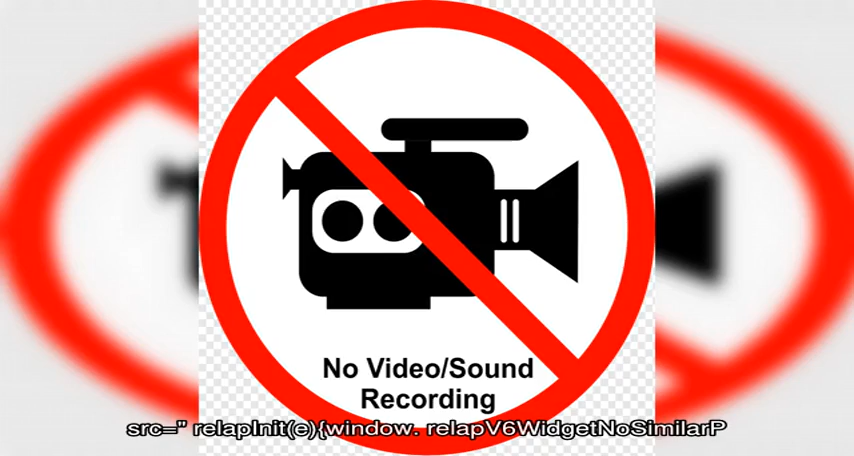 No Video/Sound
Recording
src=" relapInit(e){window. relapV6WidgetNoSimilarP